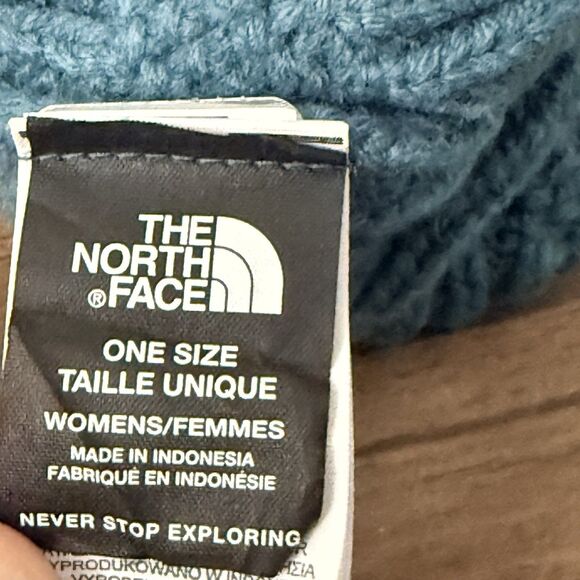 THE
NORTH
® FACE
ONE SIZE
TAILLE UNIQUE
WOMENS/FEMMES
MADE IN INDONESIA
FABRIQUÉ EN INDONÉSIE
NEVER STOP EXPLORING